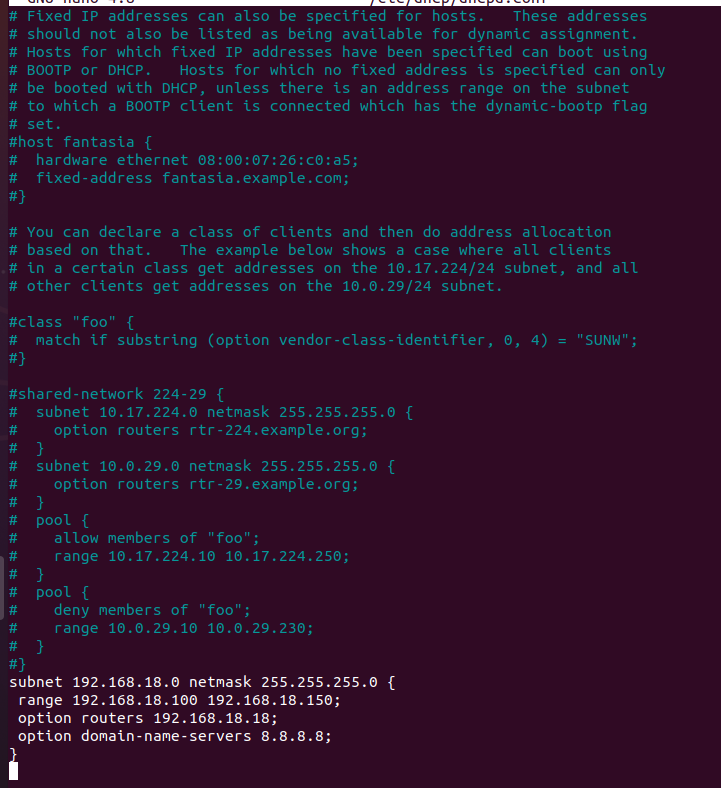 # Fixed IP addresses can also be specified for hosts.   These addresses
# should not also be listed as being available for dynamic assignment.
# Hosts for which fixed IP addresses have been specified can boot using
# BOOTP or DHCP.   Hosts for which no fixed address is specified can only
# be booted with DHCP, unless there is an address range on the subnet
# to which a BOOTP client is connected which has the dynamic-bootp flag
# set.
#host fantasia {
#  hardware ethernet 08:00:07:26:c0:a5;
#  fixed-address fantasia.example.com;
#}

# You can declare a class of clients and then do address allocation
# based on that.   The example below shows a case where all clients
# in a certain class get addresses on the 10.17.224/24 subnet, and all
# other clients get addresses on the 10.0.29/24 subnet.

#class "foo" {
#  match if substring (option vendor-class-identifier, 0, 4) = "SUNW";
#}

#shared-network 224-29 {
#  subnet 10.17.224.0 netmask 255.255.255.0 {
#    option routers rtr-224.example.org;
#  }
#  subnet 10.0.29.0 netmask 255.255.255.0 {
#    option routers rtr-29.example.org;
#  }
#  pool {
#    allow members of "foo";
#    range 10.17.224.10 10.17.224.250;
#  }
#  pool {
#    deny members of "foo";
#    range 10.0.29.10 10.0.29.230;
#  }
#}
subnet 192.168.18.0 netmask 255.255.255.0 {
 range 192.168.18.100 192.168.18.150;
 option routers 192.168.18.18;
 option domain-name-servers 8.8.8.8;
}